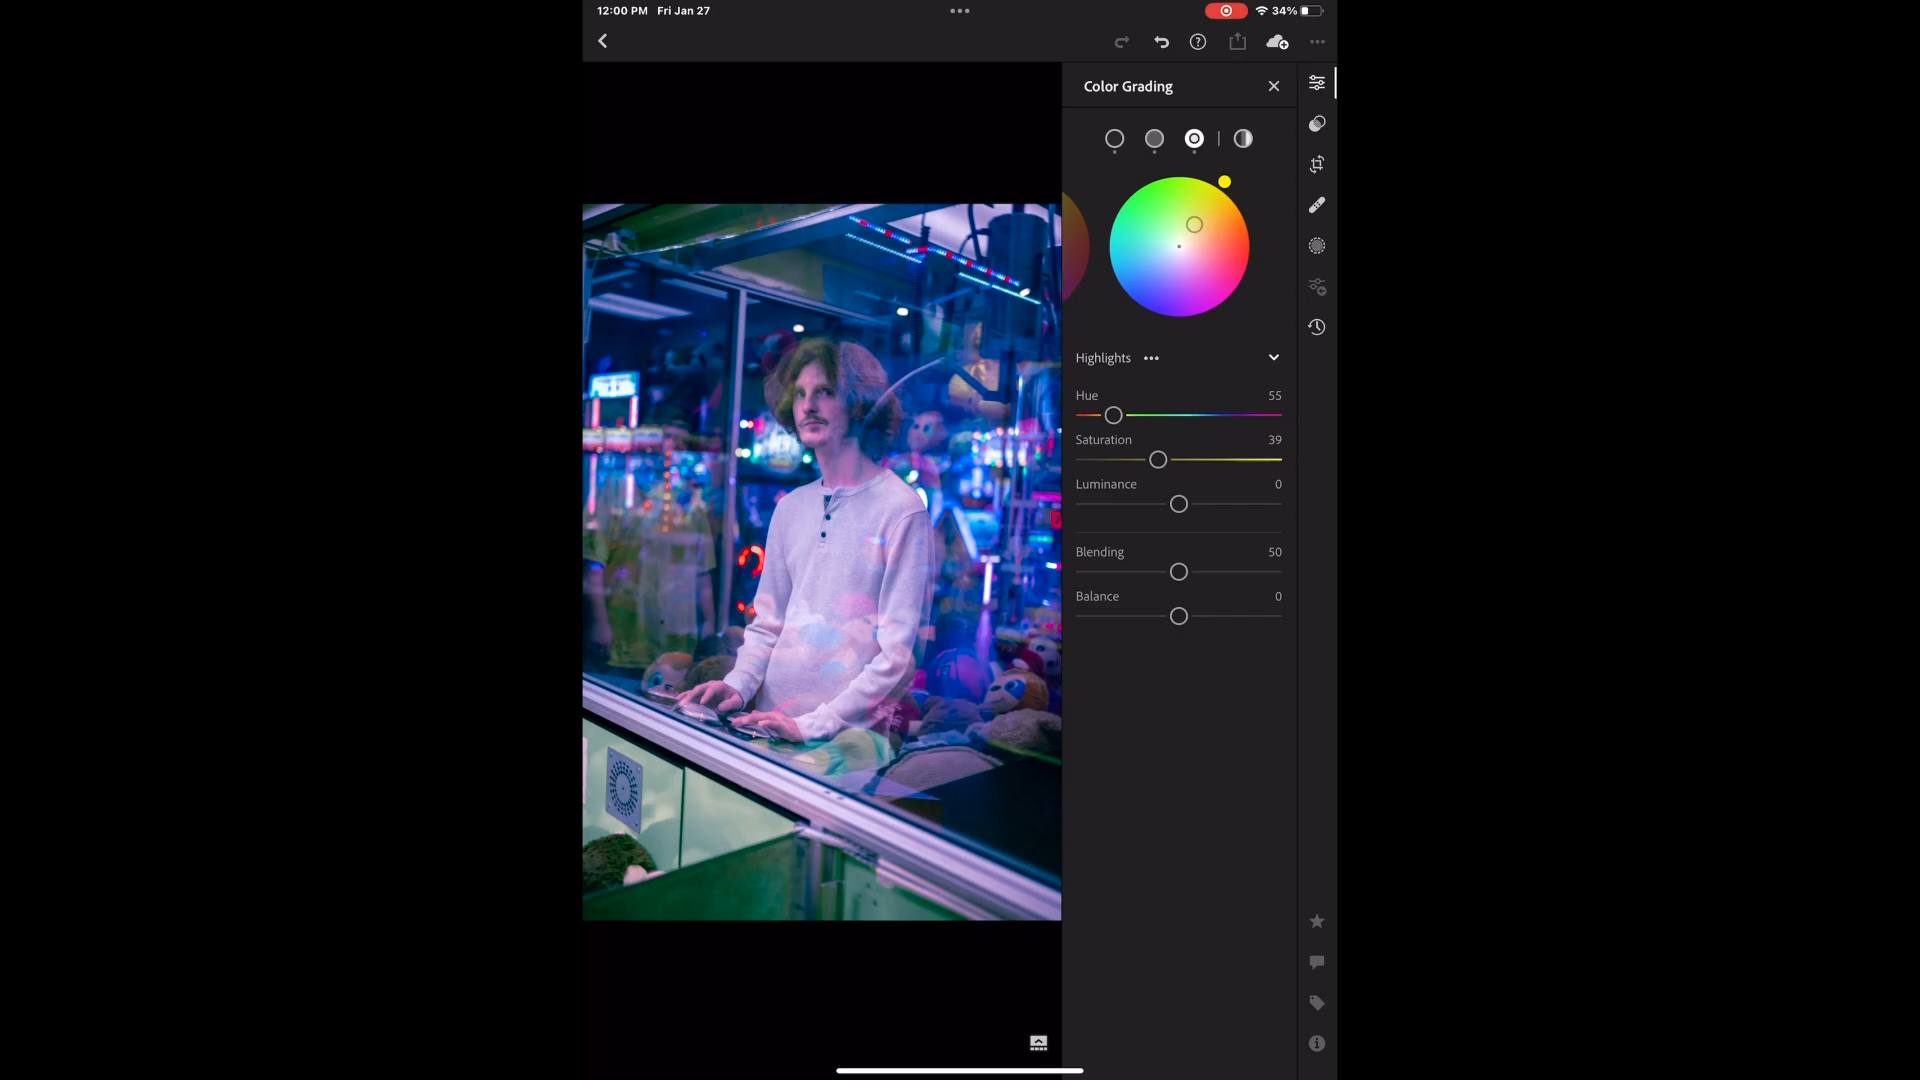 12:00 PM Fri Jan 27
34%
Color Grading
Highlights
Hue 55
Saturation 39
Luminance 0
Blending 50
Balance 0